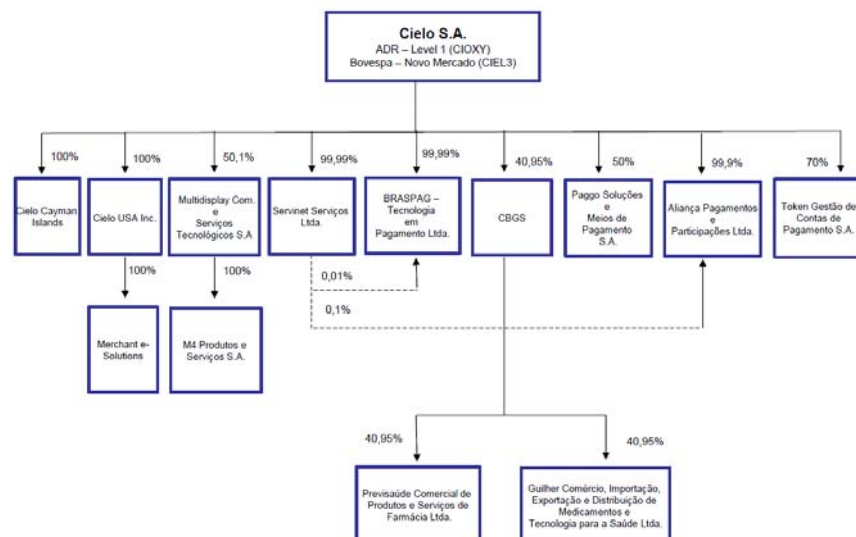 Cielo S.A.
ADR – Level 1 (CIOXY)
Bovespa – Novo Mercado (CIEL3)
100%
100%
50,1%
99,99%
99,99%
40,95%
50%
99,9%
70%
Cielo Cayman
Islands
Cielo USA Inc.
Multidisplay Com.
e
Serviços
Tecnológicos S.A
Servinet Serviços
Ltda.
BRASPAG –
Tecnologia
em
Pagamento Ltda.
CBGS
Paggo Soluções
e
Meios de
Pagamento
S.A.
Aliança Pagamentos
e
Participações Ltda.
Token Gestão de
Contas de
Pagamento S.A.
100%
100%
0,01%
0,1%
Merchant e-
Solutions
M4 Produtos e
Serviços S.A.
40,95%
40,95%
Previsaúde Comercial de
Produtos e Serviços de
Farmácia Ltda.
Guilher Comércio, Importação,
Exportação e Distribuição de
Medicamentos e
Tecnologia para a Saúde Ltda.